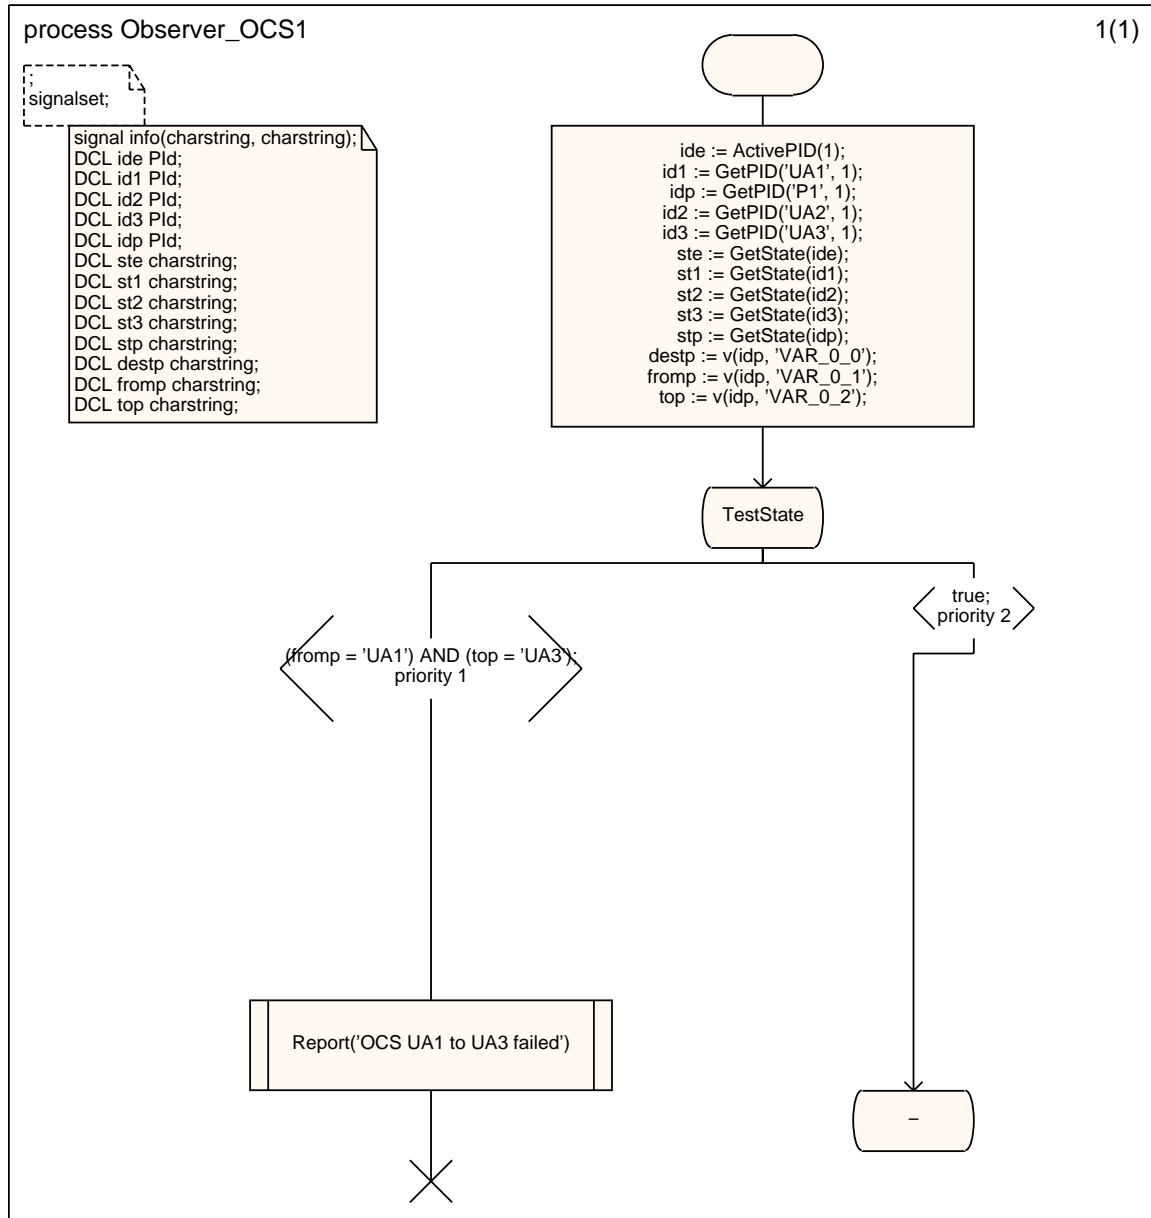 process Observer_OCS1
1(1)
;
signalset;
signal info(charstring, charstring);
DCL ide PId;
DCL id1 PId;
DCL id2 PId;
DCL id3 PId;
DCL idp PId;
DCL ste charstring;
DCL st1 charstring;
DCL st2 charstring;
DCL st3 charstring;
DCL stp charstring;
DCL destp charstring;
DCL fromp charstring;
DCL top charstring;
ide := ActivePID(1);
id1 := GetPID('UA1', 1);
idp := GetPID('P1', 1);
id2 := GetPID('UA2', 1);
id3 := GetPID('UA3', 1);
ste := GetState(ide);
st1 := GetState(id1);
st2 := GetState(id2);
st3 := GetState(id3);
stp := GetState(idp);
destp := v(idp, 'VAR_0_0');
fromp := v(idp, 'VAR_0_1');
top := v(idp, 'VAR_0_2');
TestState
true;
priority 2
(fromp = 'UA1') AND (top = 'UA3');
priority 1
Report('OCS UA1 to UA3 failed')
–